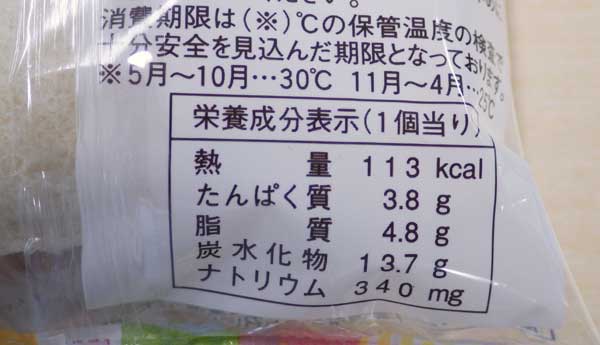 ださい。
消費期限は(※)℃の保管温度の検査で
十分安全を見込んだ期限となっております。
※5月～10月…30℃ 11月～4月…25℃
栄養成分表示(1個当り)
熱量 113 kcal
たんぱく質 3.8 g
脂質 4.8 g
炭水化物 13.7 g
ナトリウム 340 mg